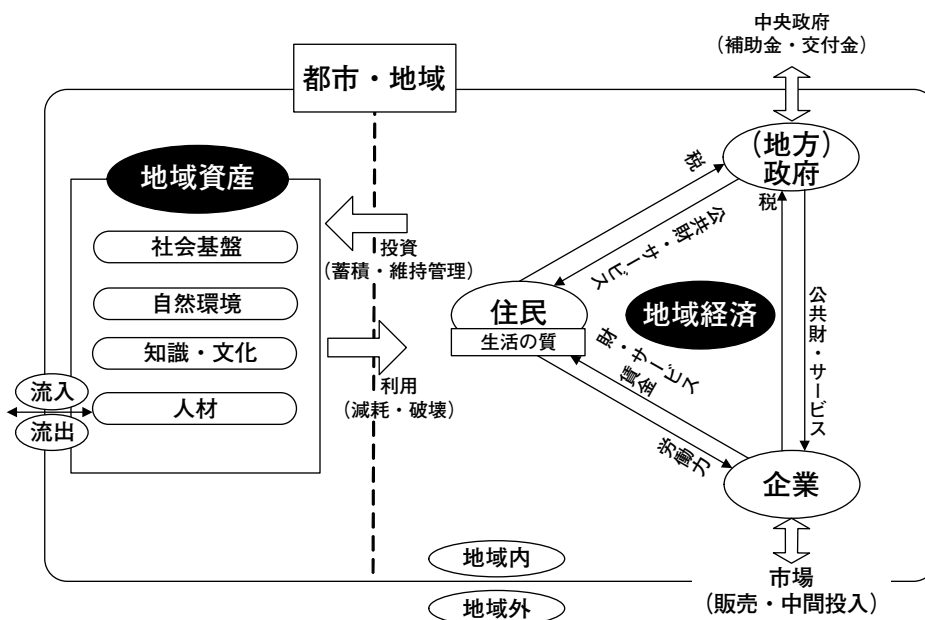 中央政府
（補助金・交付金）
都市・地域
（地方）
政府
地域資産
社会基盤
自然環境
知識・文化
人材
流入
流出
投資
（蓄積・維持管理）
利用
（減耗・破壊）
税
公共財・サービス
税
住民
生活の質
地域経済
公共財・サービス
財・サービス
賃金
労働力
企業
地域内
地域外
市場
（販売・中間投入）